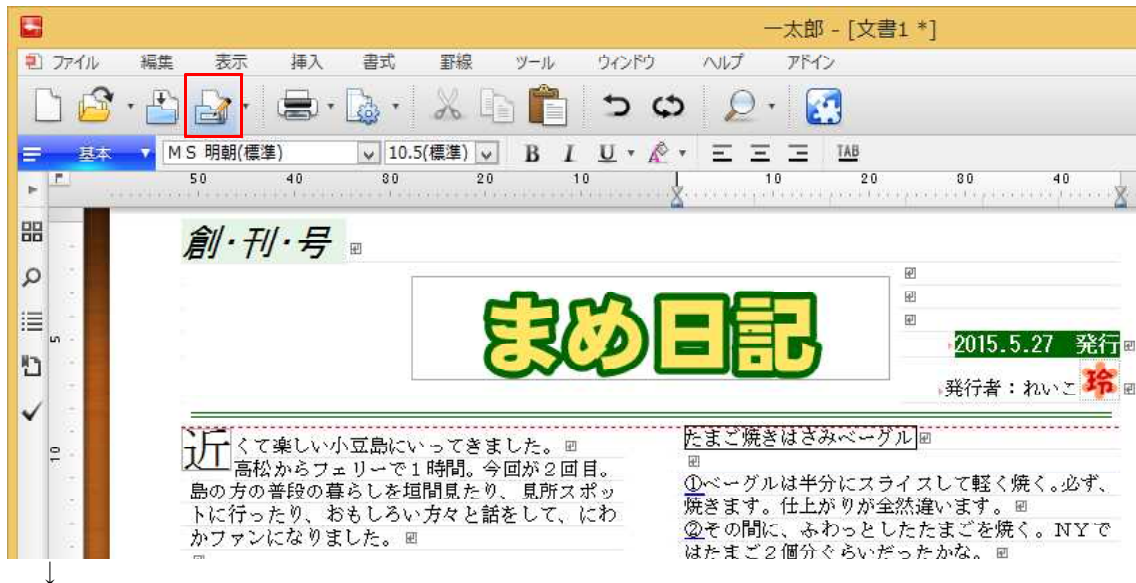 一太郎 - [文書1 *]
ファイル 編集 表示 挿入 書式 罫線 ツール ウィンドウ ヘルプ アドイン
基本 MS 明朝(標準) 10.5(標準) B I U TAB
50 40 30 20 10 10 20 30 40
創・刊・号
まめ日記
2015.5.27 発行
発行者:れいこ 玲
近くて楽しい小豆島にいってきました。
高松からフェリーで1時間。今回が2回目。
島の方の普段の暮らしを垣間見たり、見所スポッ
トに行ったり、おもしろい方々と話をして、にわ
かファンになりました。
たまご焼きはさみベーグル
①ベーグルは半分にスライスして軽く焼く。必ず、
焼きます。仕上がりが全然違います。
②その間に、ふわっとしたたまごを焼く。NYで
はたまご2個分ぐらいだったかな。
5
10